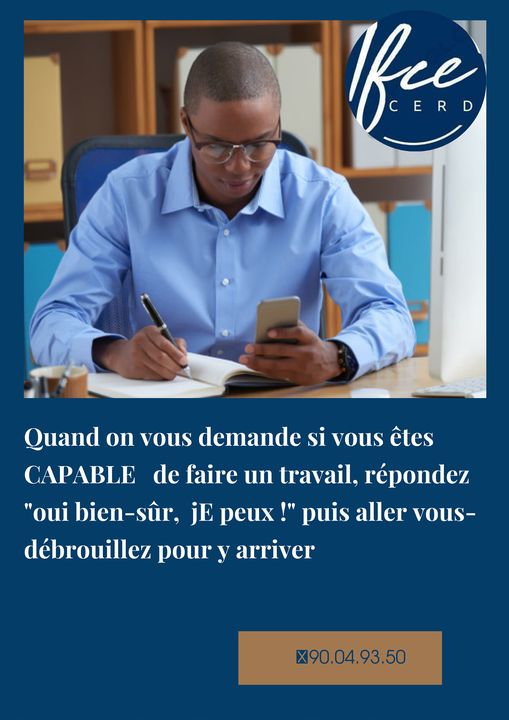 Ifce
CERD
Quand on vous demande si vous êtes
CAPABLE de faire un travail, répondez
"oui bien-sûr, jE peux !" puis aller vous-
débrouillez pour y arriver
90.04.93.50